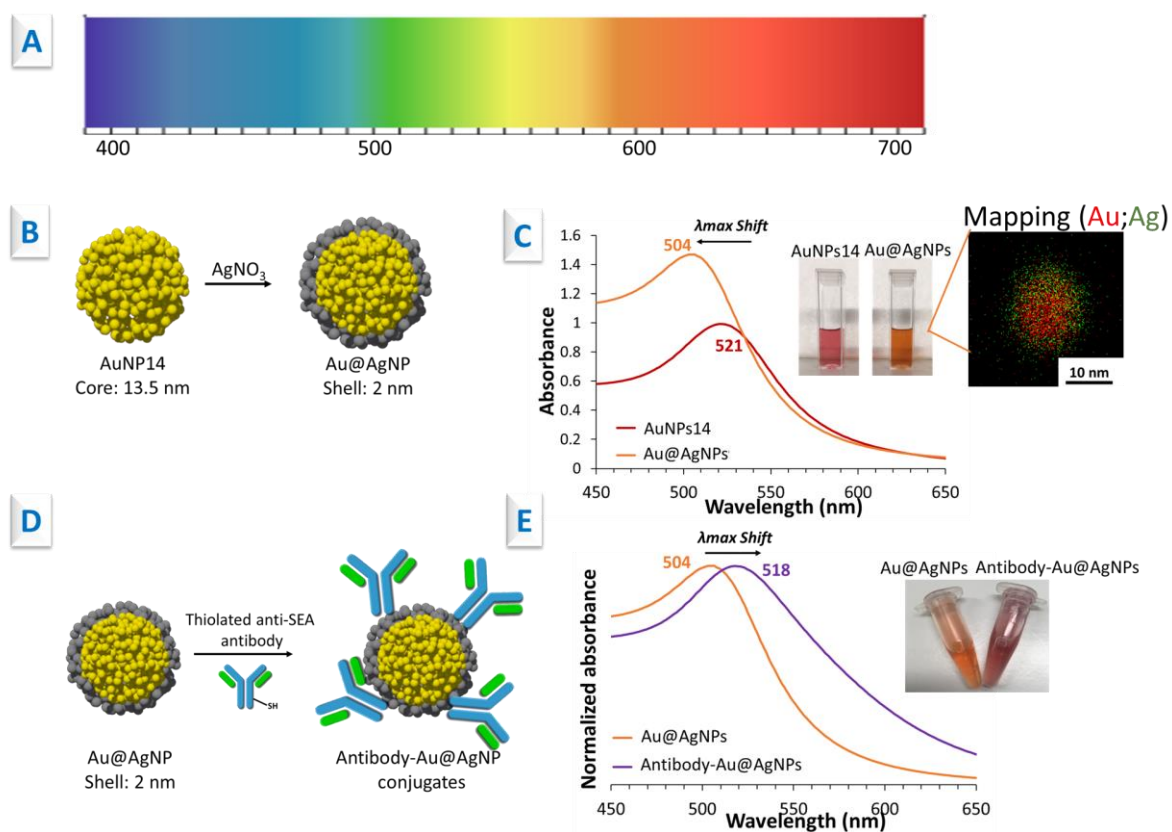 A
400 500 600 700
B
AgNO₃
AuNP14
Core: 13.5 nm
Au@AgNP
Shell: 2 nm
C
Mapping (Au;Ag)
λmax Shift
504
521
AuNPs14
Au@AgNPs
10 nm
Absorbance
1.6
1.4
1.2
1
0.8
0.6
0.4
0.2
0
AuNPs14
Au@AgNPs
450 500 550 600 650
Wavelength (nm)
D
Thiolated anti-SEA
antibody
SH
Au@AgNP
Shell: 2 nm
Antibody-Au@AgNP
conjugates
E
λmax Shift
504
518
Au@AgNPs Antibody-Au@AgNPs
Normalized absorbance
Au@AgNPs
Antibody-Au@AgNPs
450 500 550 600 650
Wavelength (nm)